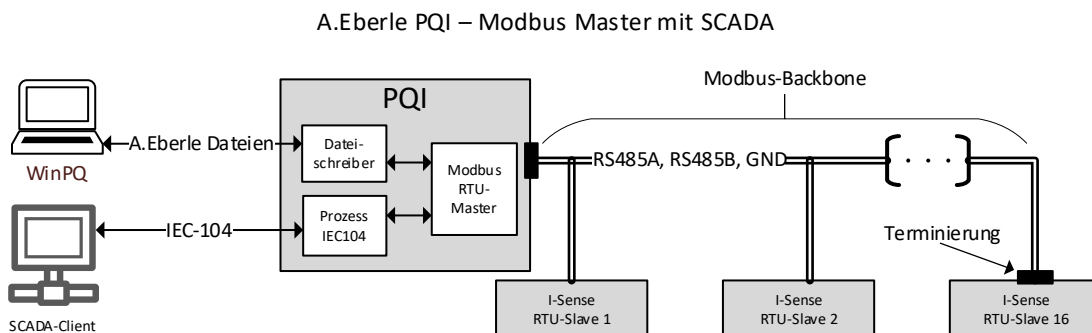 A.Eberle PQI – Modbus Master mit SCADA
Modbus-Backbone
PQI
A.Eberle Dateien
Datei-
schreiber
Modbus
RTU-
Master
RS485A, RS485B, GND
. . .
WinPQ
Prozess
IEC104
IEC-104
Terminierung
SCADA-Client
I-Sense
RTU-Slave 1
I-Sense
RTU-Slave 2
I-Sense
RTU-Slave 16